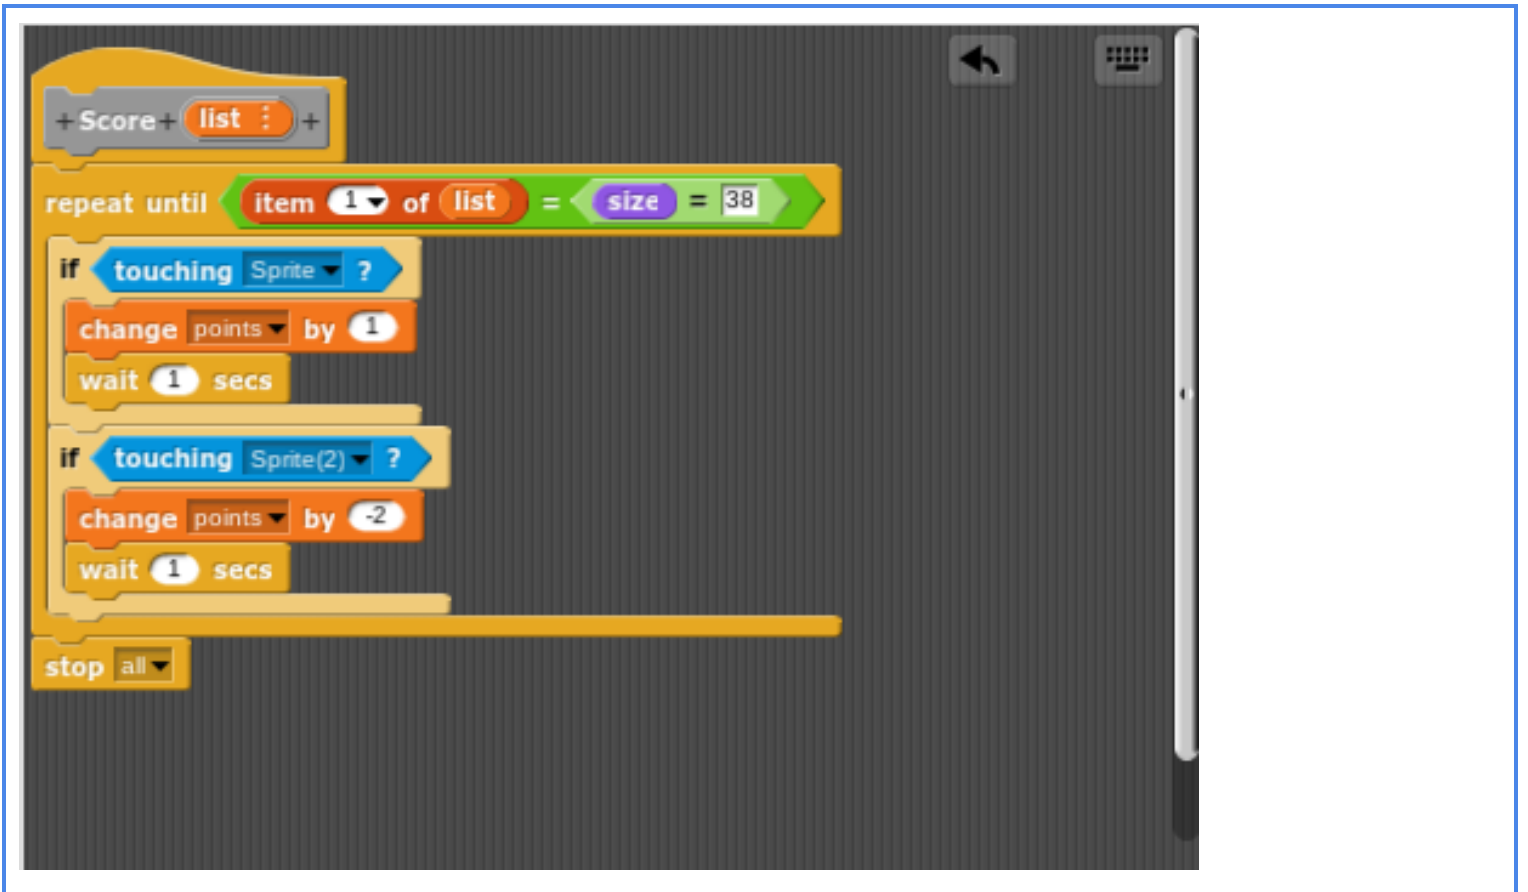 +Score+ list ⋮ +
repeat until item 1 of list = size = 38
if touching Sprite ?
change points by 1
wait 1 secs
if touching Sprite(2) ?
change points by -2
wait 1 secs
stop all